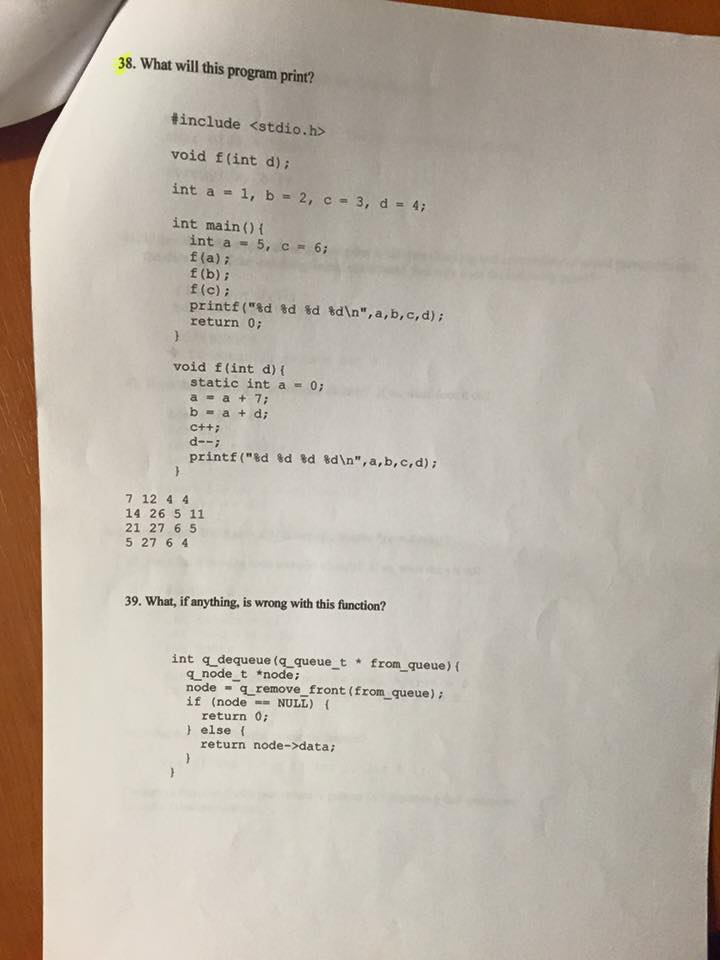 38. What will this program print?
#include <stdio.h>
void f(int d);
int a = 1, b = 2, c = 3, d = 4;
int main(){
int a = 5, c = 6;
f(a);
f(b);
f(c);
printf("%d %d %d %d\n",a,b,c,d);
return 0;
}
void f(int d){
static int a = 0;
a = a + 7;
b = a + d;
c++;
d--;
printf("%d %d %d %d\n",a,b,c,d);
}
7 12 4 4
14 26 5 11
21 27 6 5
5 27 6 4
39. What, if anything, is wrong with this function?
int q_dequeue(q_queue_t * from_queue){
q_node_t *node;
node = q_remove_front(from_queue);
if (node == NULL) {
return 0;
} else {
return node->data;
}
}